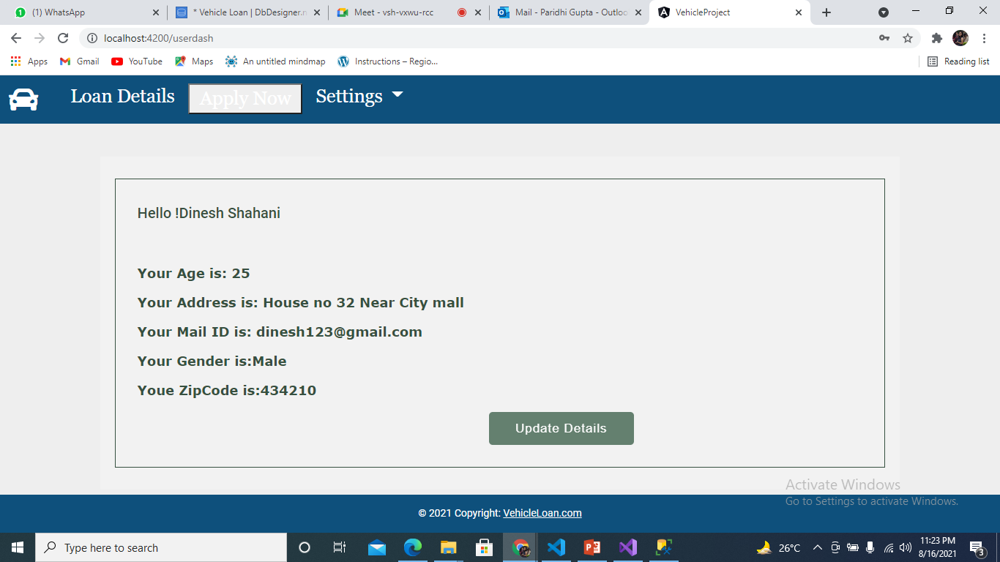 (1) WhatsApp
* Vehicle Loan | DbDesigner.n
Meet - vsh-vxwu-rcc
Mail - Paridhi Gupta - Outloo
VehicleProject
localhost:4200/userdash
Apps
Gmail
YouTube
Maps
An untitled mindmap
Instructions – Regio...
Reading list
Loan Details
Apply Now
Settings
Hello !Dinesh Shahani
Your Age is: 25
Your Address is: House no 32 Near City mall
Your Mail ID is: dinesh123@gmail.com
Your Gender is:Male
Youe ZipCode is:434210
Update Details
Activate Windows
Go to Settings to activate Windows.
© 2021 Copyright: VehicleLoan.com
Type here to search
26°C
11:23 PM
8/16/2021
3